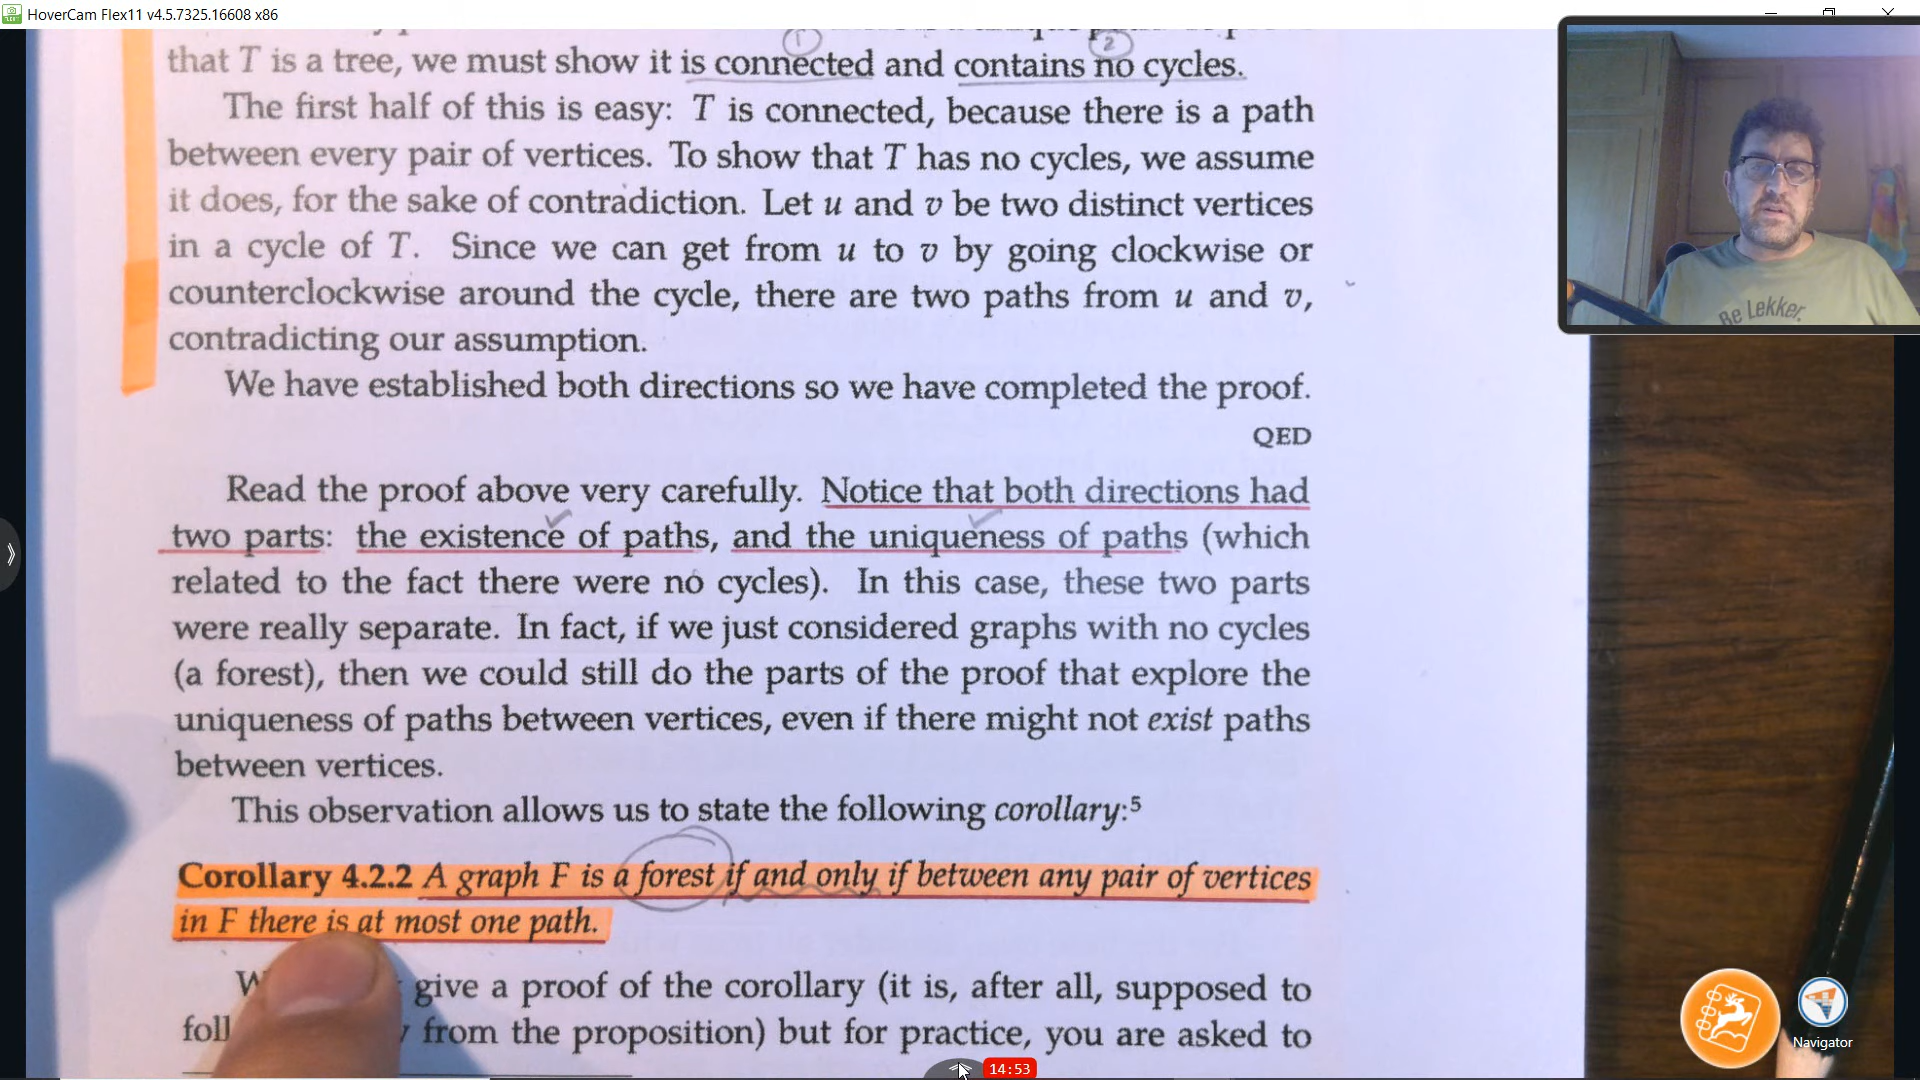 HoverCam Flex11 v4.5.7325.16608 x86
1
2
that T is a tree, we must show it is connected and contains no cycles.
The first half of this is easy: T is connected, because there is a path
between every pair of vertices. To show that T has no cycles, we assume
it does, for the sake of contradiction. Let u and v be two distinct vertices
in a cycle of T. Since we can get from u to v by going clockwise or
counterclockwise around the cycle, there are two paths from u and v,
contradicting our assumption.
We have established both directions so we have completed the proof.
QED
Read the proof above very carefully. Notice that both directions had
two parts: the existence of paths, and the uniqueness of paths (which
related to the fact there were no cycles). In this case, these two parts
were really separate. In fact, if we just considered graphs with no cycles
(a forest), then we could still do the parts of the proof that explore the
uniqueness of paths between vertices, even if there might not exist paths
between vertices.
This observation allows us to state the following corollary:⁵
Corollary 4.2.2 A graph F is a forest if and only if between any pair of vertices
in F there is at most one path.
give a proof of the corollary (it is, after all, supposed to
from the proposition) but for practice, you are asked to
Be Lekker.
Navigator
14:53